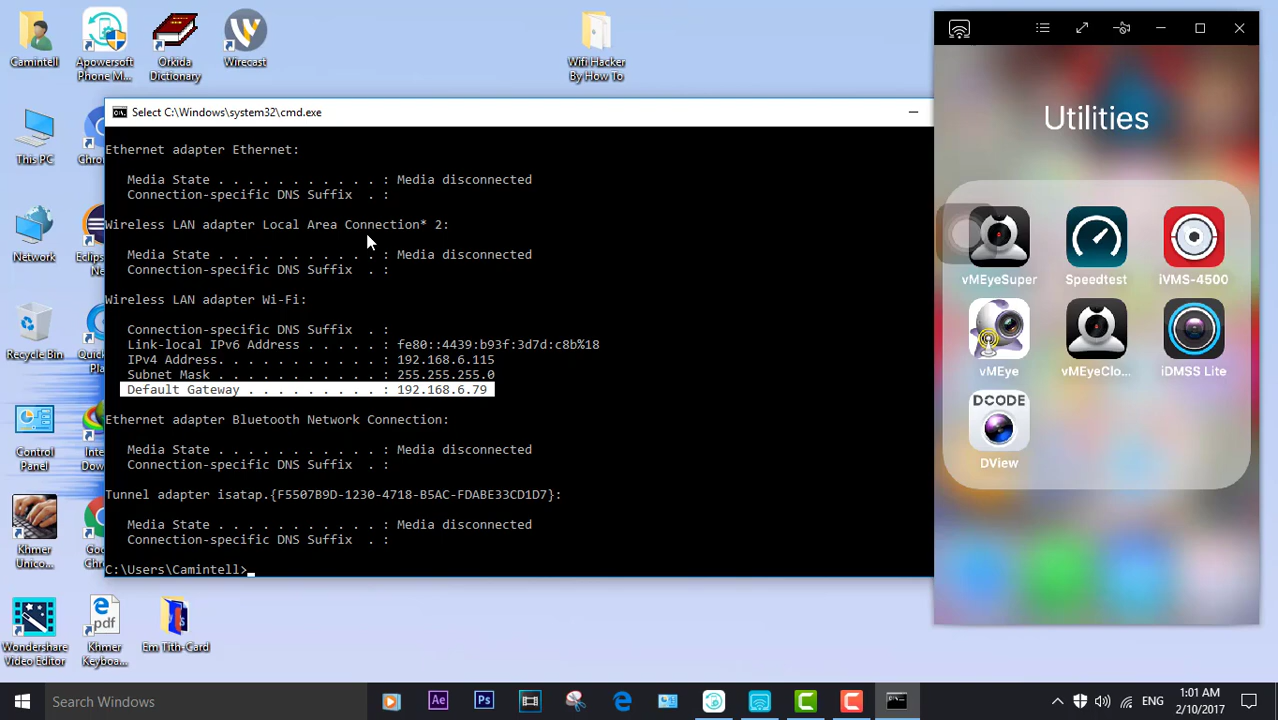 Camintell
Apowersoft
Phone M...
Orkida
Dictionary
Wirecast
Wifi Hacker
By How To
This PC
Network
Recycle Bin
Control
Panel
Khmer
Unico...
Wondershare
Video Editor
Khmer
Keyboa...
Em Tith-Card
Select C:\Windows\system32\cmd.exe
Ethernet adapter Ethernet:
Media State . . . . . . . . . . . : Media disconnected
Connection-specific DNS Suffix  . :
Wireless LAN adapter Local Area Connection* 2:
Media State . . . . . . . . . . . : Media disconnected
Connection-specific DNS Suffix  . :
Wireless LAN adapter Wi-Fi:
Connection-specific DNS Suffix  . :
Link-local IPv6 Address . . . . . : fe80::4439:b93f:3d7d:c8b%18
IPv4 Address. . . . . . . . . . . : 192.168.6.115
Subnet Mask . . . . . . . . . . . : 255.255.255.0
Default Gateway . . . . . . . . . : 192.168.6.79
Ethernet adapter Bluetooth Network Connection:
Media State . . . . . . . . . . . : Media disconnected
Connection-specific DNS Suffix  . :
Tunnel adapter isatap.{F5507B9D-1230-4718-B5AC-FDABE33CD1D7}:
Media State . . . . . . . . . . . : Media disconnected
Connection-specific DNS Suffix  . :
C:\Users\Camintell>
Utilities
vMEyeSuper
Speedtest
iVMS-4500
vMEye
vMEyeClo...
iDMSS Lite
DCODE
DView
Search Windows
Ae
Ps
ENG
1:01 AM
2/10/2017